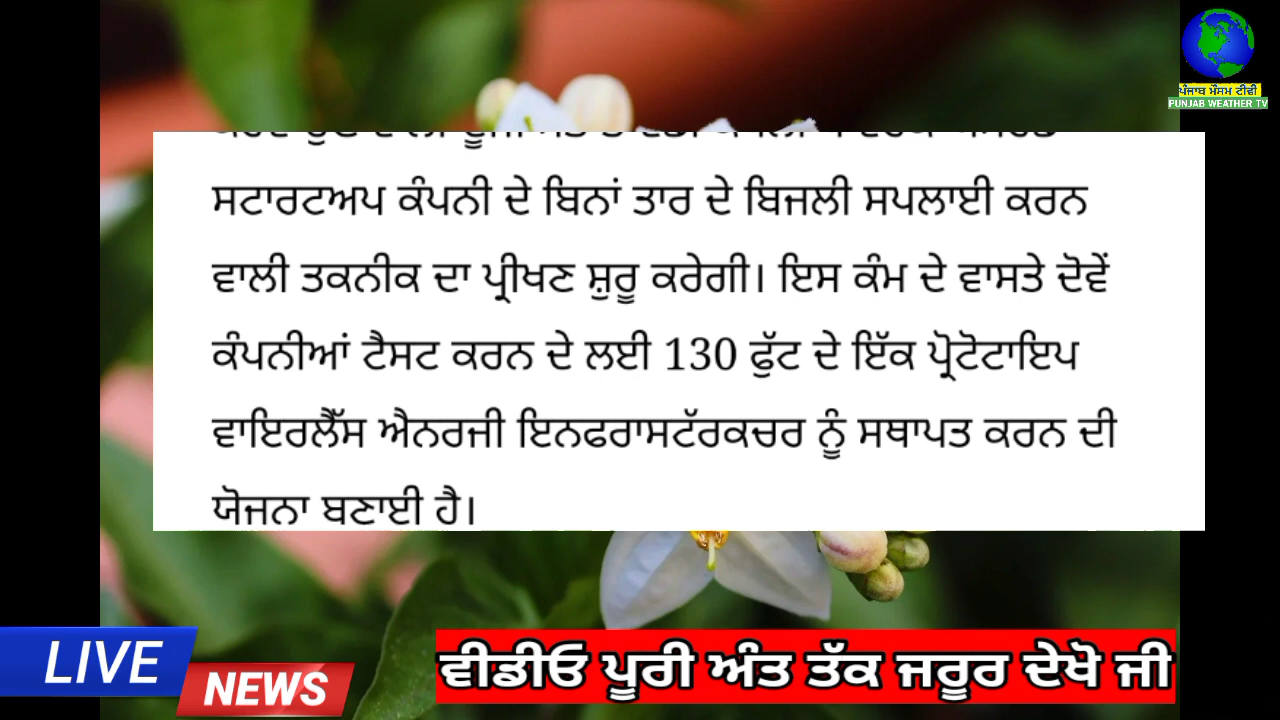 ਪੰਜਾਬ ਮੌਸਮ ਟੀਵੀ
PUNJAB WEATHER TV
ਸਟਾਰਟਅਪ ਕੰਪਨੀ ਦੇ ਬਿਨਾਂ ਤਾਰ ਦੇ ਬਿਜਲੀ ਸਪਲਾਈ ਕਰਨ
ਵਾਲੀ ਤਕਨੀਕ ਦਾ ਪ੍ਰੀਖਣ ਸ਼ੁਰੂ ਕਰੇਗੀ। ਇਸ ਕੰਮ ਦੇ ਵਾਸਤੇ ਦੋਵੇਂ
ਕੰਪਨੀਆਂ ਟੈਸਟ ਕਰਨ ਦੇ ਲਈ 130 ਫੁੱਟ ਦੇ ਇੱਕ ਪ੍ਰੋਟੋਟਾਇਪ
ਵਾਇਰਲੈੱਸ ਐਨਰਜੀ ਇਨਫਰਾਸਟੱਰਕਚਰ ਨੂੰ ਸਥਾਪਤ ਕਰਨ ਦੀ
ਯੋਜਨਾ ਬਣਾਈ ਹੈ।
LIVE
NEWS
ਵੀਡੀਓ ਪੂਰੀ ਅੰਤ ਤੱਕ ਜਰੂਰ ਦੇਖੋ ਜੀ